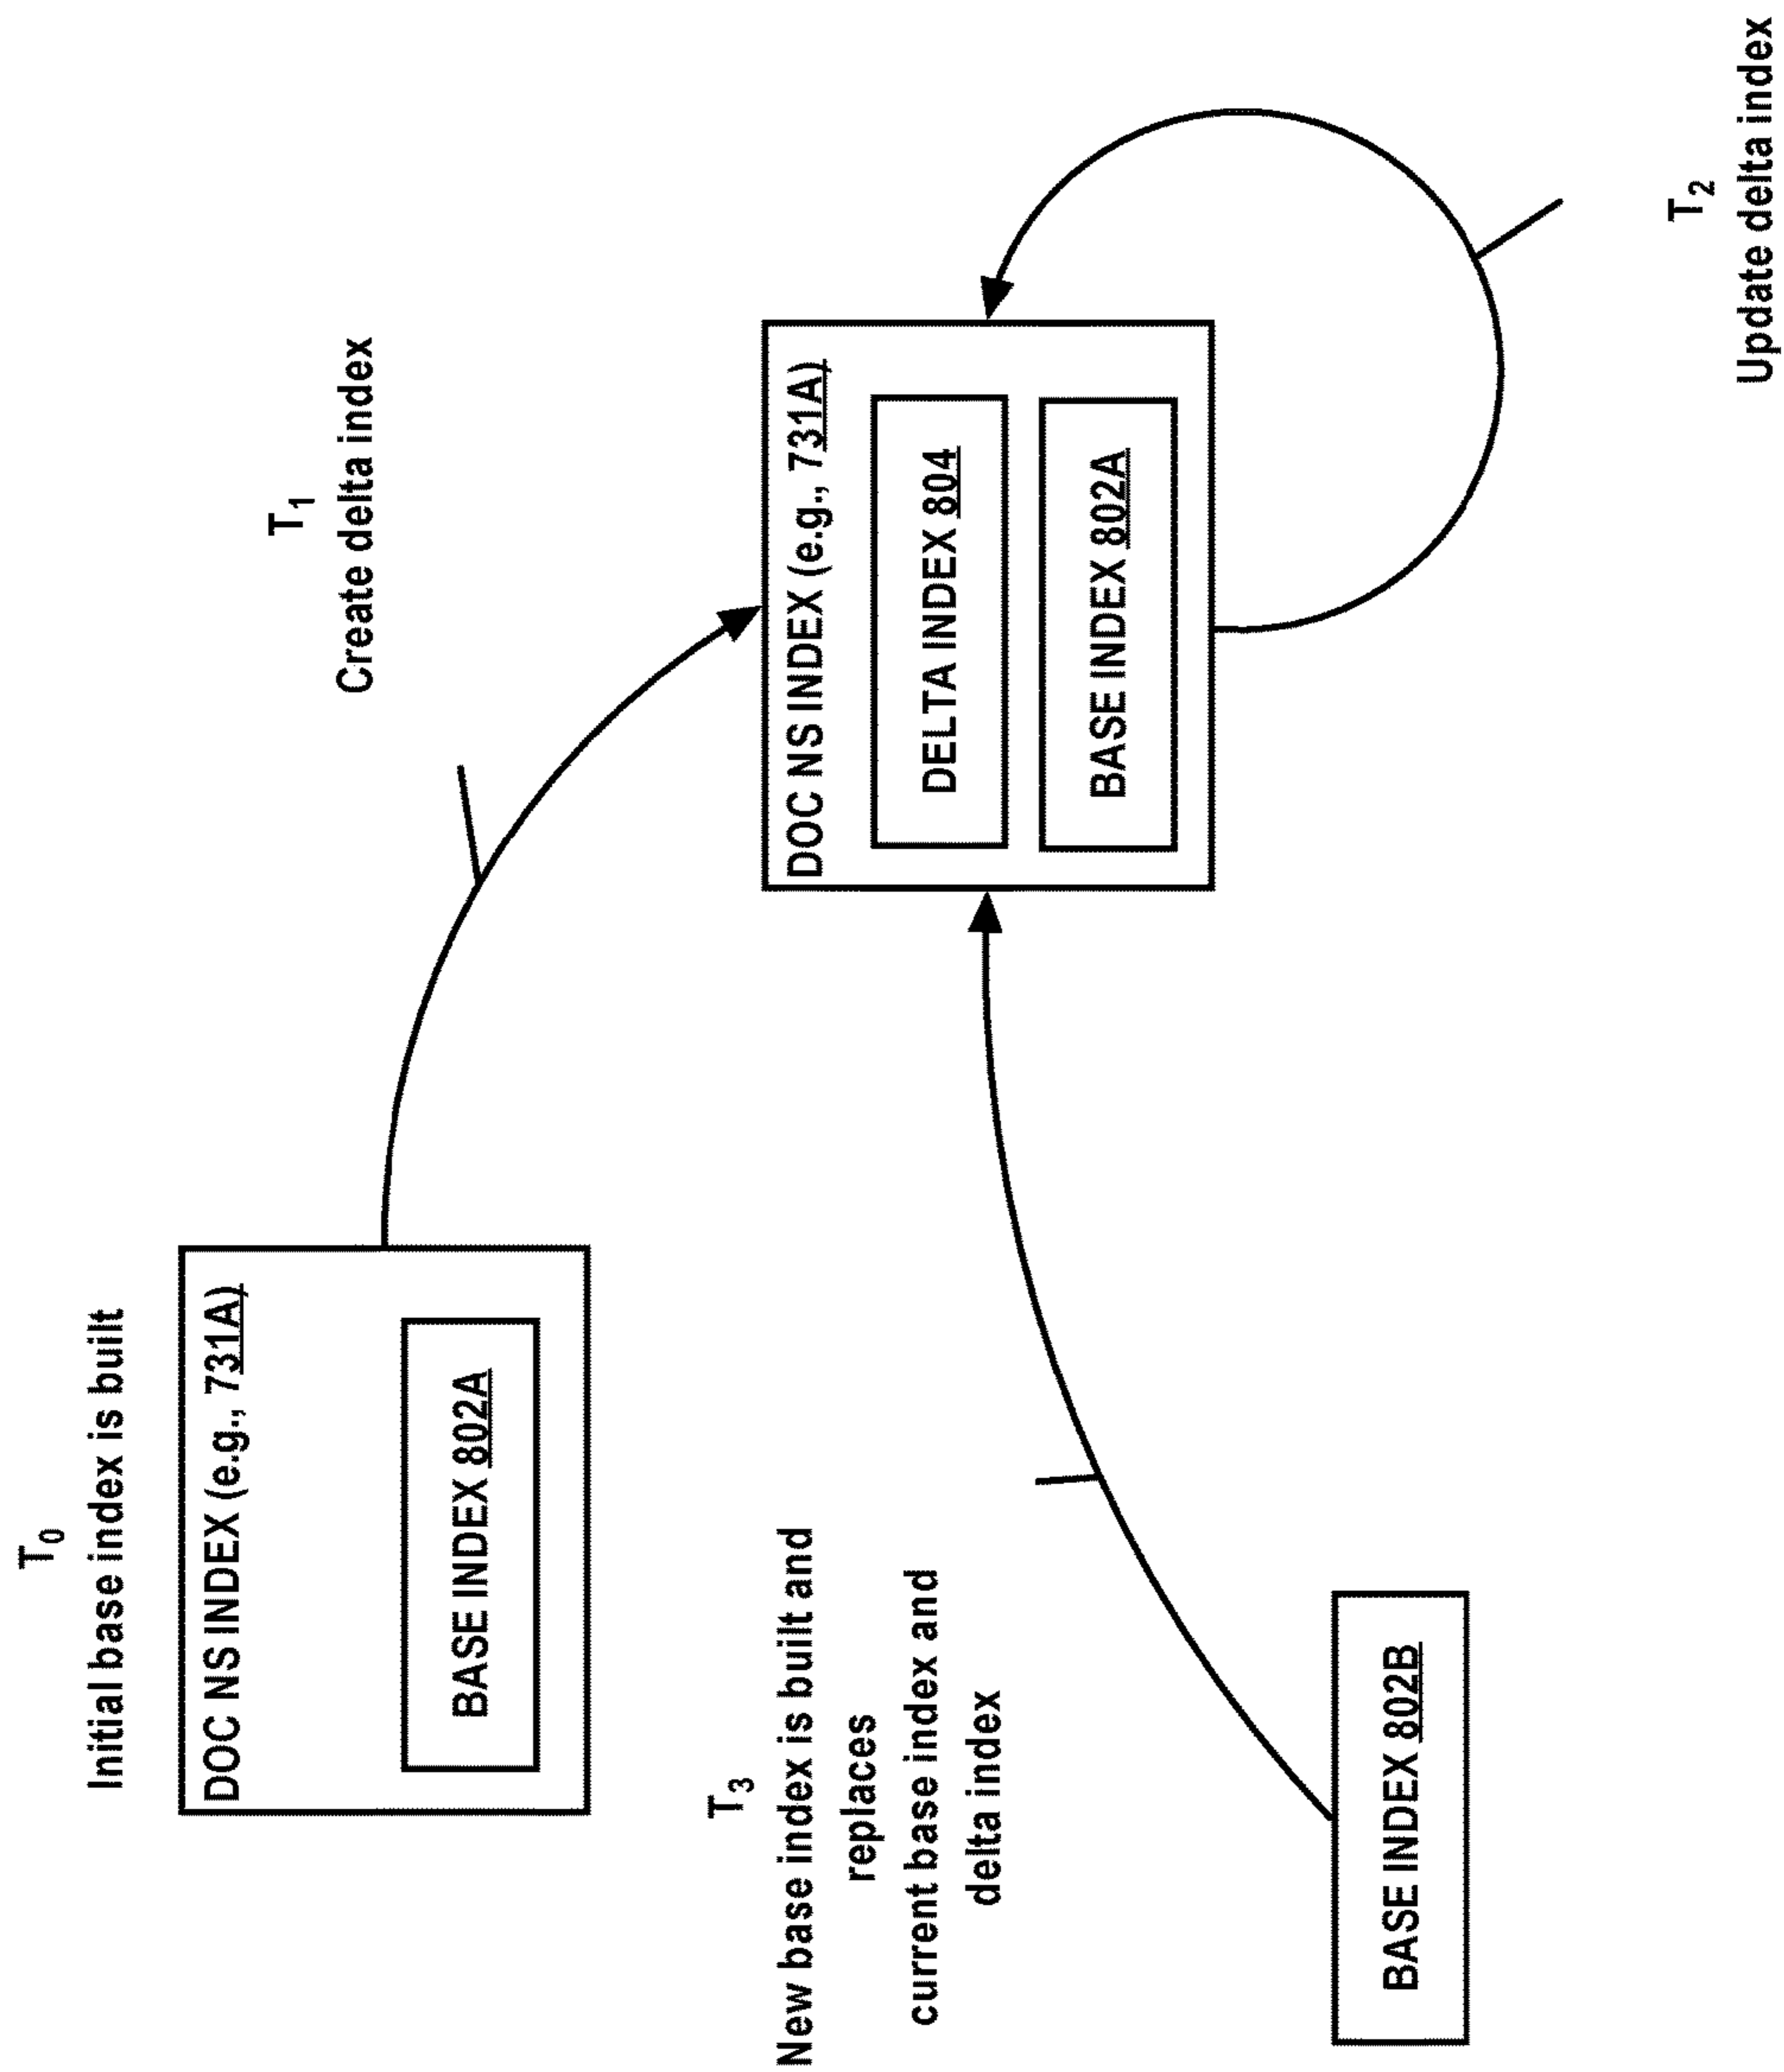 T0
Initial base index is built
DOC NS INDEX (e.g., 731A)
BASE INDEX 802A
T1
Create delta index
DOC NS INDEX (e.g., 731A)
DELTA INDEX 804
BASE INDEX 802A
T3
New base index is built and
replaces
current base index and
delta index
BASE INDEX 802B
T2
Update delta index